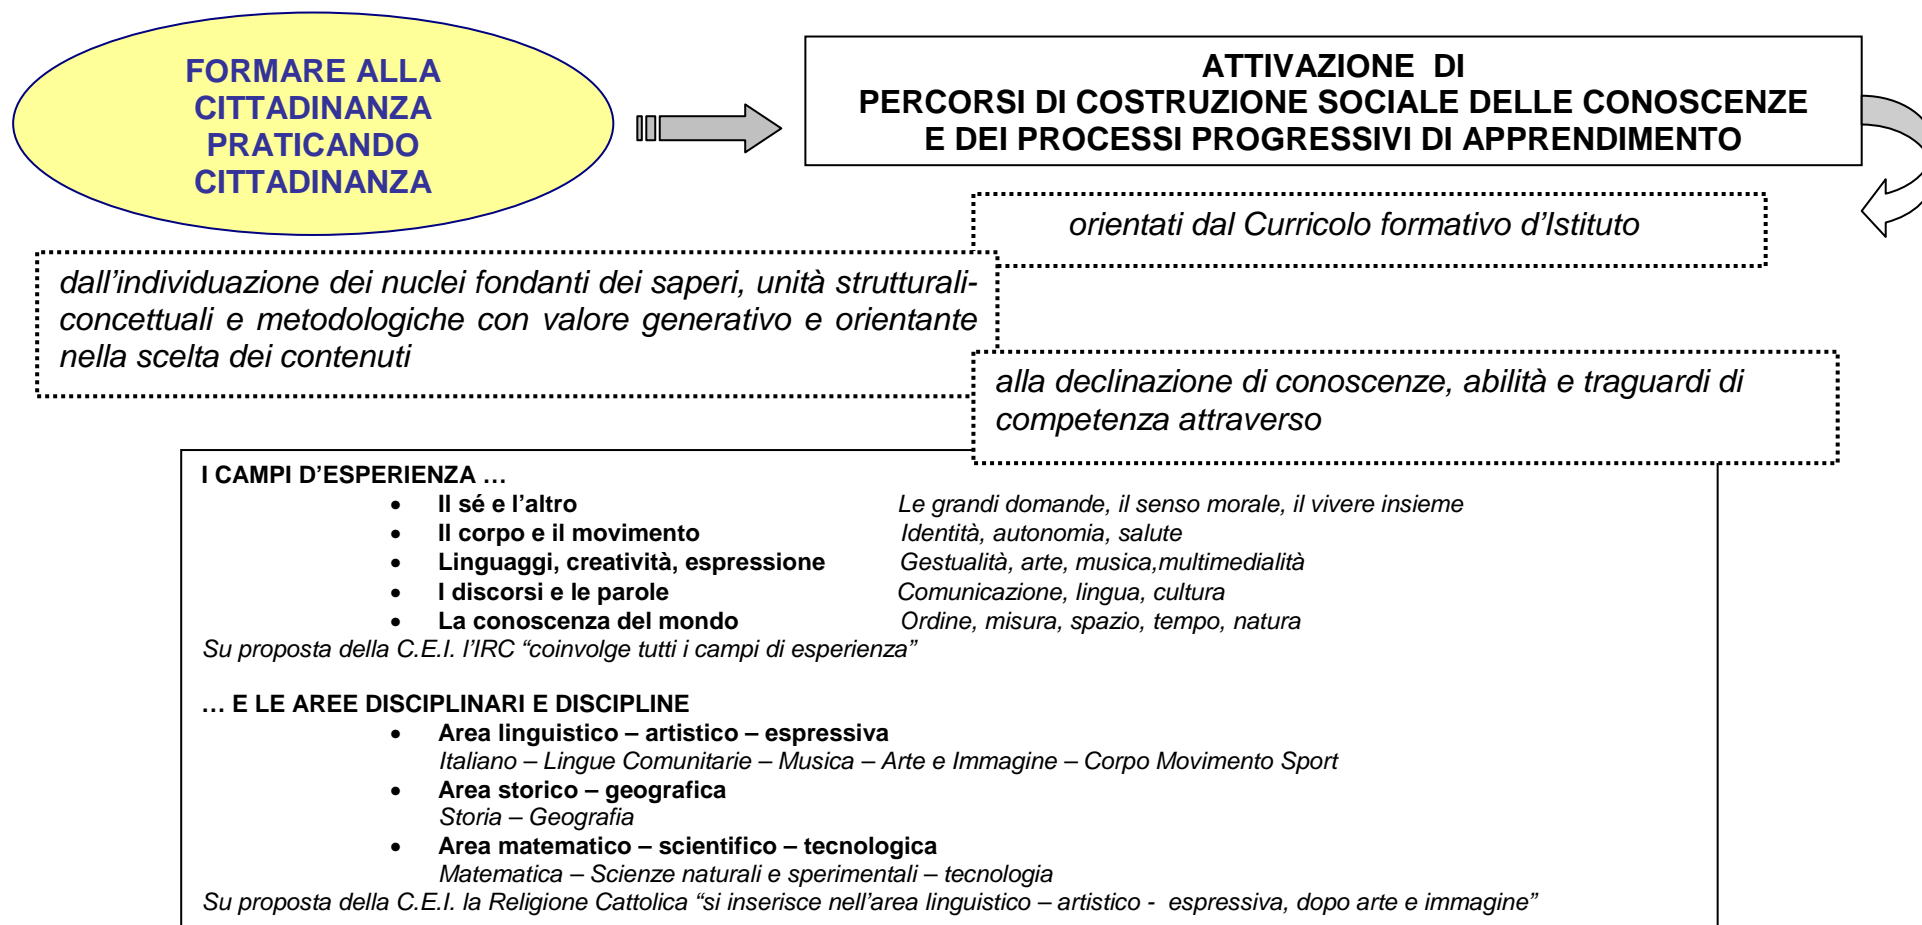 FORMARE ALLA
CITTADINANZA
PRATICANDO
CITTADINANZA
ATTIVAZIONE DI
PERCORSI DI COSTRUZIONE SOCIALE DELLE CONOSCENZE
E DEI PROCESSI PROGRESSIVI DI APPRENDIMENTO
orientati dal Curricolo formativo d'Istituto
dall'individuazione dei nuclei fondanti dei saperi, unità strutturali-
concettuali e metodologiche con valore generativo e orientante
nella scelta dei contenuti
alla declinazione di conoscenze, abilità e traguardi di
competenza attraverso
I CAMPI D’ESPERIENZA …
• Il sé e l’altro Le grandi domande, il senso morale, il vivere insieme
• Il corpo e il movimento Identità, autonomia, salute
• Linguaggi, creatività, espressione Gestualità, arte, musica,multimedialità
• I discorsi e le parole Comunicazione, lingua, cultura
• La conoscenza del mondo Ordine, misura, spazio, tempo, natura
Su proposta della C.E.I. l’IRC “coinvolge tutti i campi di esperienza”
… E LE AREE DISCIPLINARI E DISCIPLINE
• Area linguistico – artistico – espressiva
Italiano – Lingue Comunitarie – Musica – Arte e Immagine – Corpo Movimento Sport
• Area storico – geografica
Storia – Geografia
• Area matematico – scientifico – tecnologica
Matematica – Scienze naturali e sperimentali – tecnologia
Su proposta della C.E.I. la Religione Cattolica “si inserisce nell’area linguistico – artistico - espressiva, dopo arte e immagine”